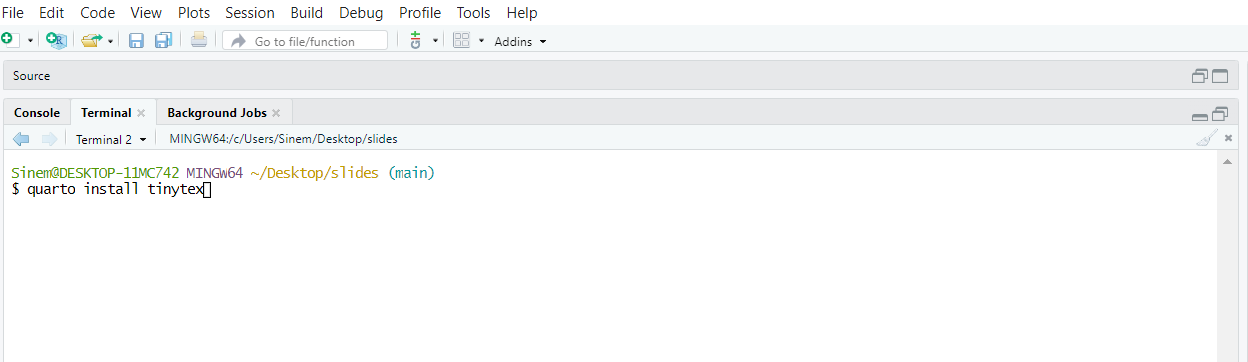 File Edit Code View Plots Session Build Debug Profile Tools Help
Go to file/function Addins
Source
Console Terminal Background Jobs
Terminal 2 MINGW64:/c/Users/Sinem/Desktop/slides
Sinem@DESKTOP-11MC742 MINGW64 ~/Desktop/slides (main)
$ quarto install tinytex